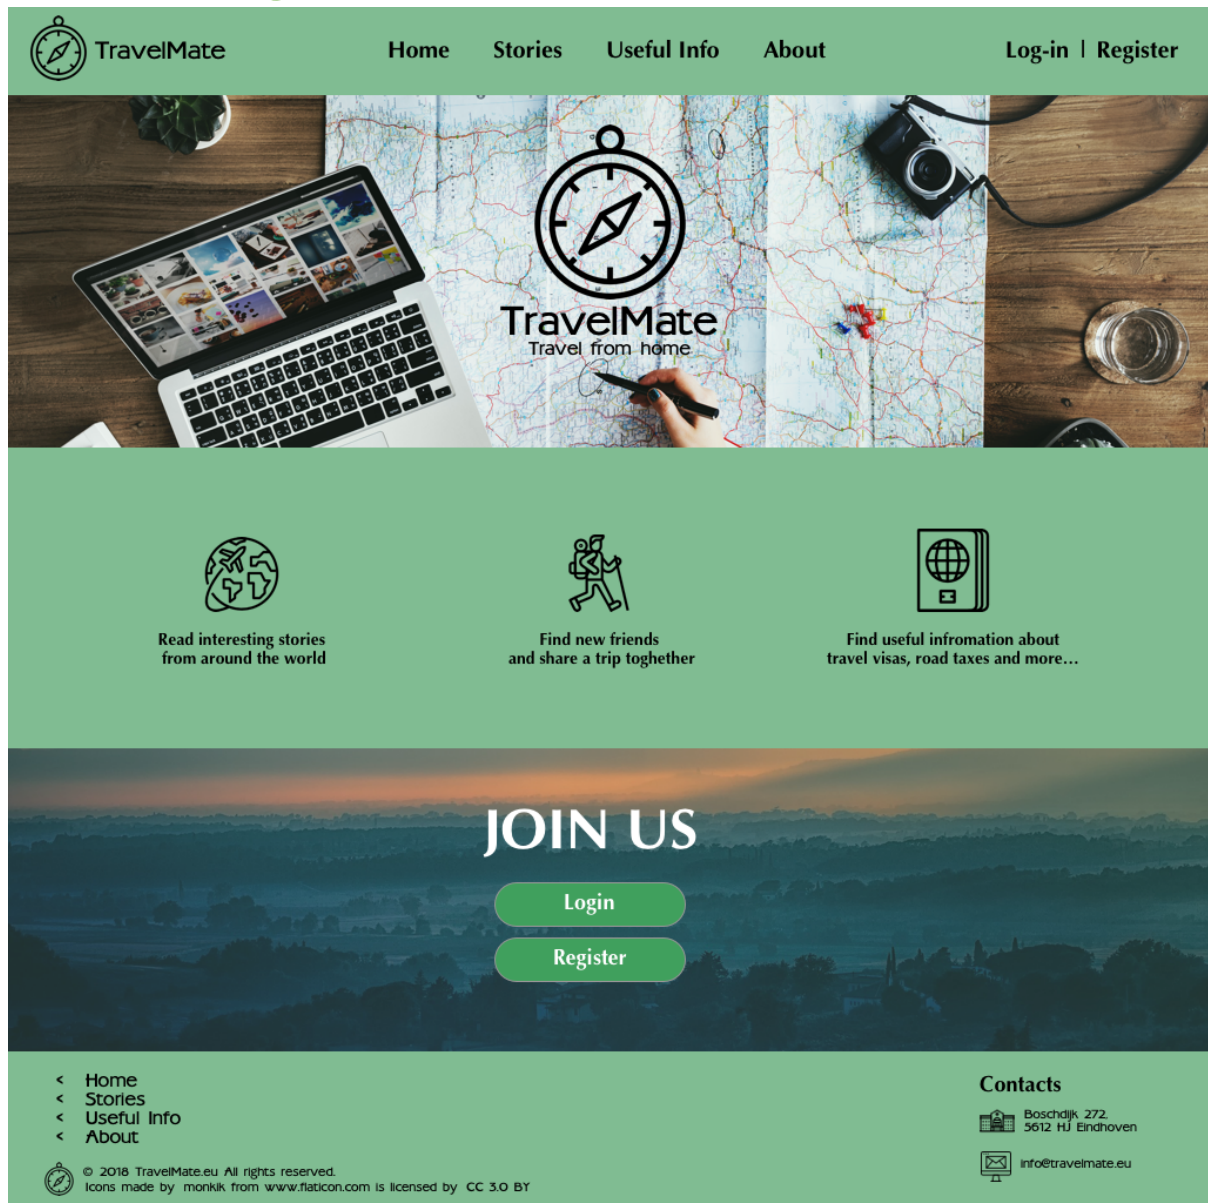 TravelMate
Home Stories Useful Info About
Log-in | Register
TravelMate
Travel from home
Read interesting stories
from around the world
Find new friends
and share a trip toghether
Find useful infromation about
travel visas, road taxes and more...
JOIN US
Login
Register
< Home
< Stories
< Useful Info
< About
© 2018 TravelMate.eu All rights reserved.
Icons made by monkik from www.flaticon.com is licensed by CC 3.0 BY
Contacts
Boschdijk 272,
5612 HJ Eindhoven
info@travelmate.eu